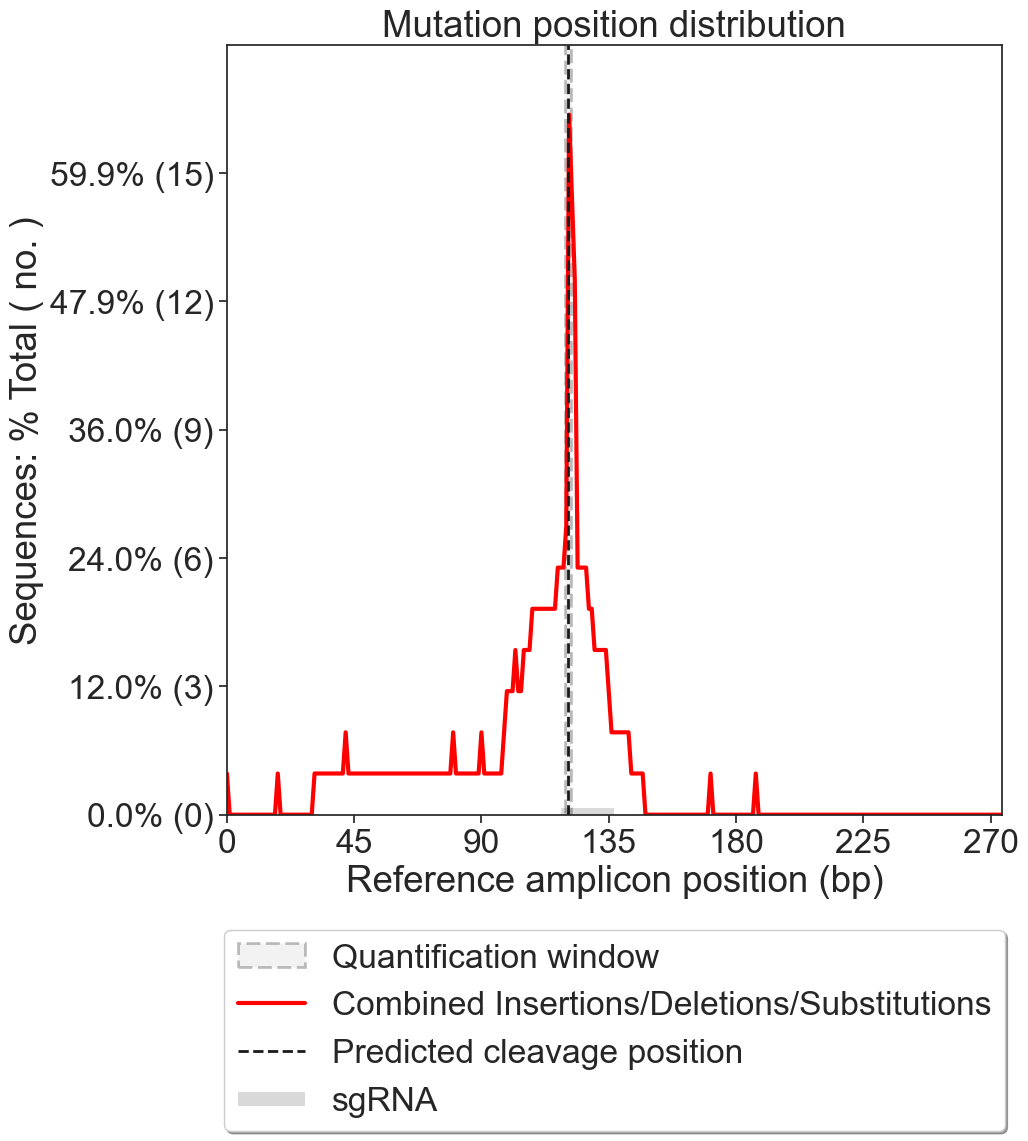 Mutation position distribution
59.9% (15)
47.9% (12)
36.0% (9)
24.0% (6)
12.0% (3)
0.0% (0)
Sequences: % Total ( no. )
0 45 90 135 180 225 270
Reference amplicon position (bp)
Quantification window
Combined Insertions/Deletions/Substitutions
Predicted cleavage position
sgRNA